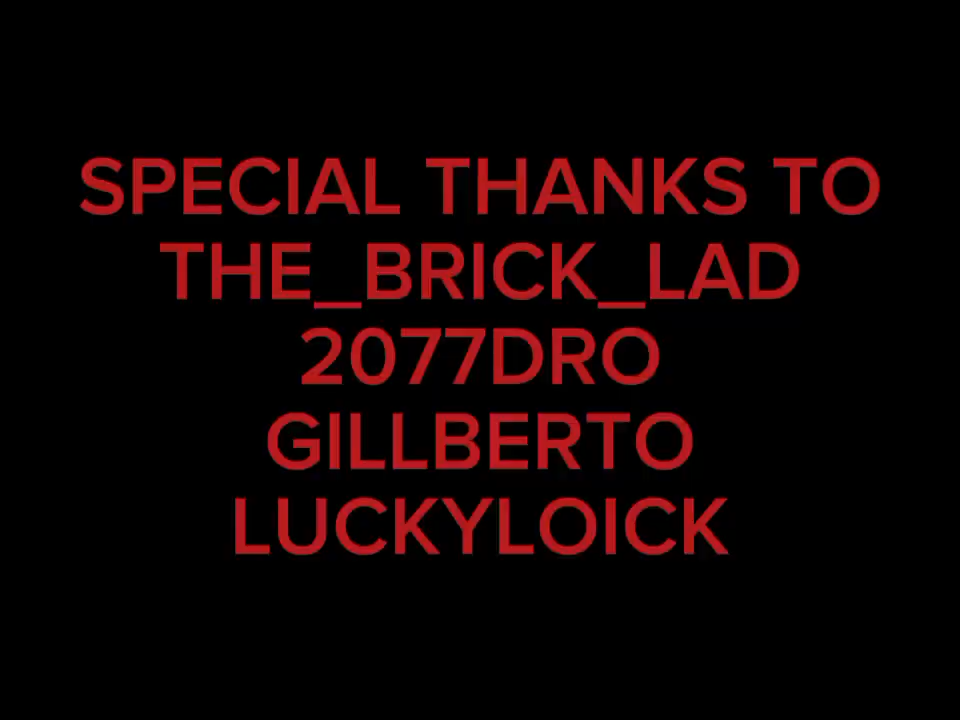 SPECIAL THANKS TO
THE_BRICK_LAD
2077DRO
GILLBERTO
LUCKYLOICK